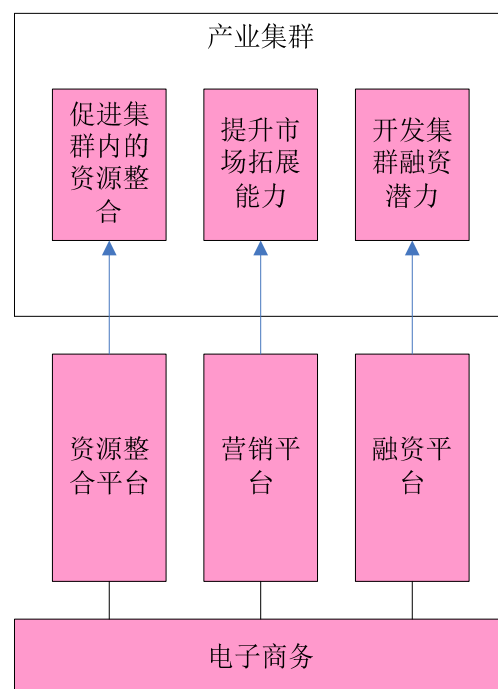 产业集群
促进集
群内的
资源整
合
提升市
场拓展
能力
开发集
群融资
潜力
资源整
合平台
营销平
台
融资平
台
电子商务